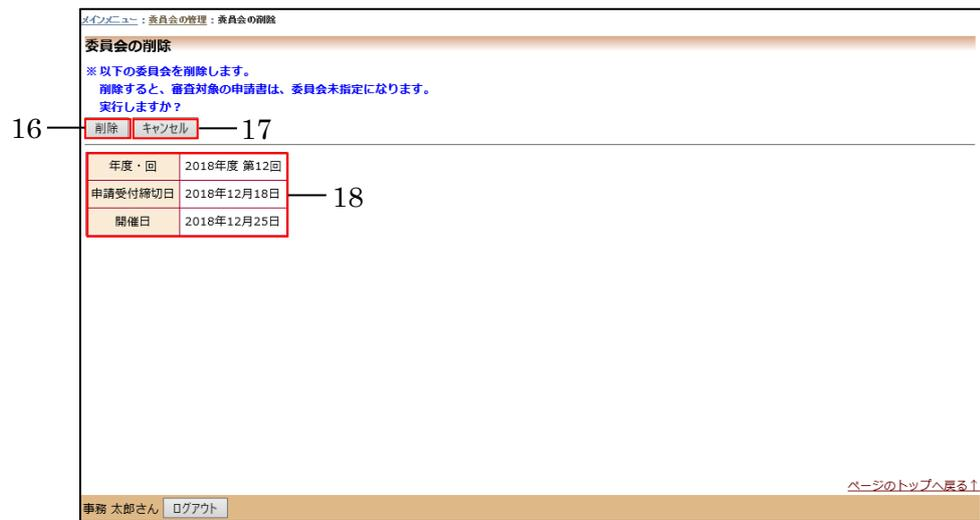 メインメニュー：委員会の管理：委員会の削除
委員会の削除
※ 以下の委員会を削除します。
削除すると、審査対象の申請書は、委員会未指定になります。
実行しますか？
16 削除 キャンセル 17
年度・回 2018年度 第12回
申請受付締切日 2018年12月18日 18
開催日 2018年12月25日
ページのトップへ戻る↑
事務 太郎さん ログアウト